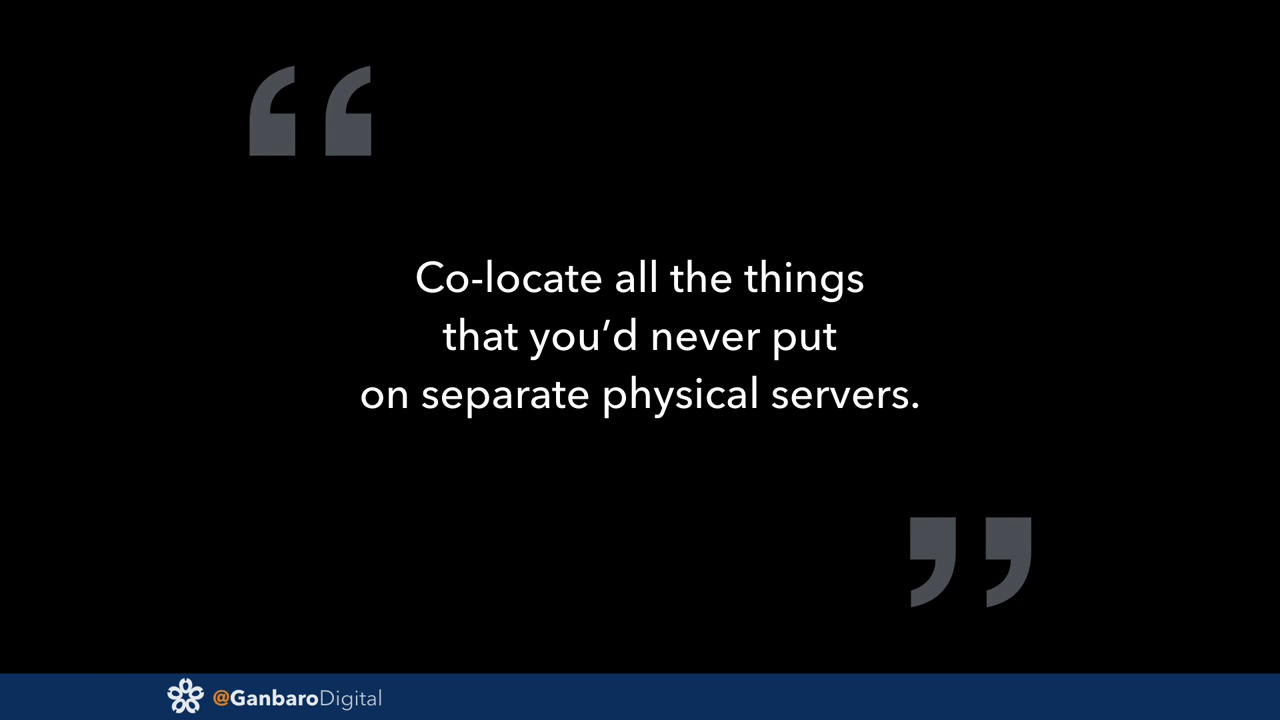 “
Co-locate all the things
that you’d never put
on separate physical servers.
”
@GanbaroDigital